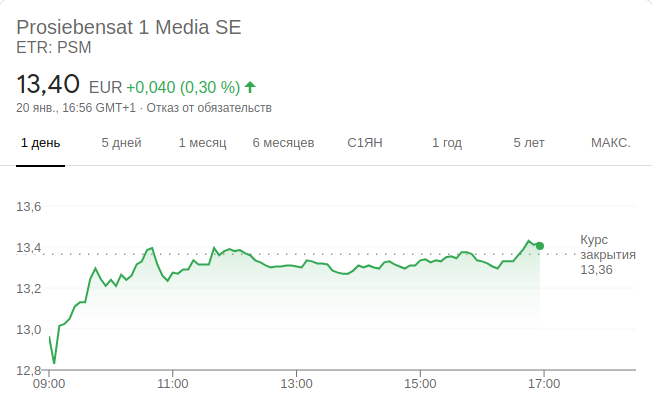 Prosiebensat 1 Media SE
ETR: PSM
13,40 EUR +0,040 (0,30 %)
20 янв., 16:56 GMT+1 · Отказ от обязательств
1 день 5 дней 1 месяц 6 месяцев С1ЯН 1 год 5 лет МАКС.
13,6
13,4
Курс
закрытия
13,36
13,2
13,0
12,8
09:00 11:00 13:00 15:00 17:00